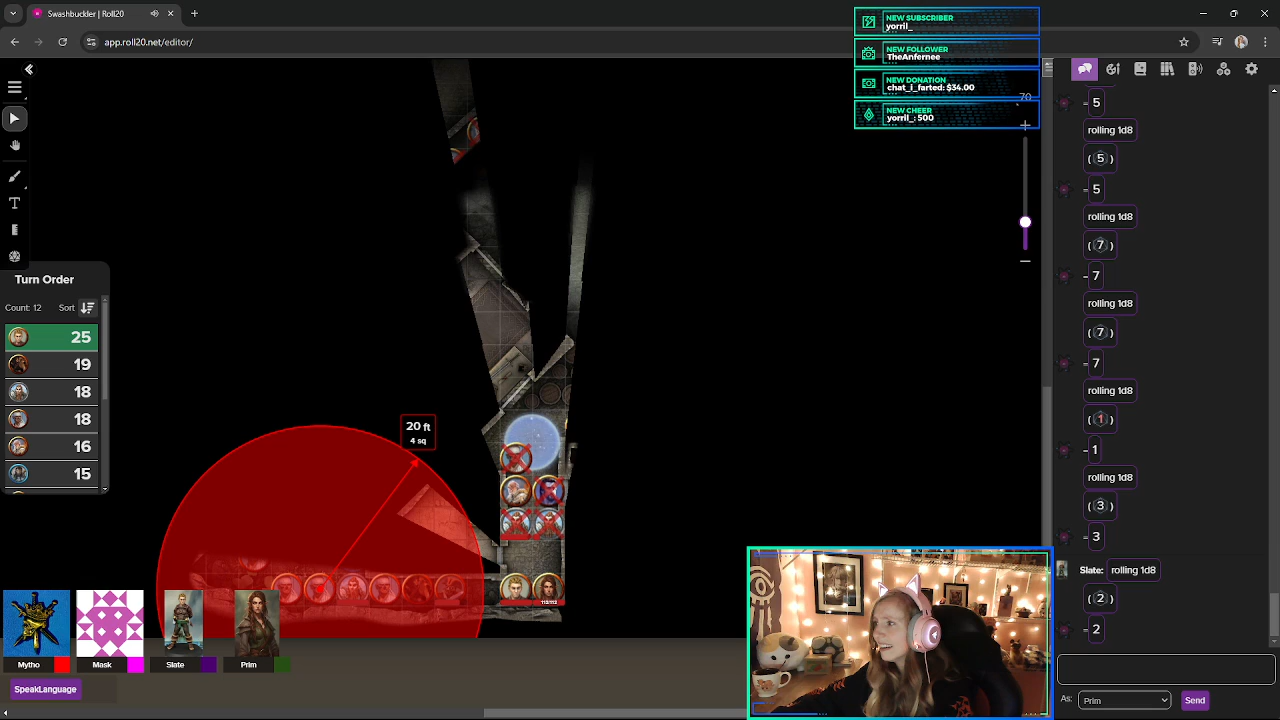 Swashbuckler | Roll20
app.roll20.net/editor/
NEW SUBSCRIBER
yorril_
NEW FOLLOWER
TheAnfernee
NEW DONATION
chat_i_farted: $34.00
NEW CHEER
yorril_: 500
70
Turn Order
Count: 12
Sort
25
19
18
18
16
15
20 ft
4 sq
112/112
Mytho
Mask
Slate
Prim
SpeakLanguage
(5)
=5
rolling 1d8
(7)
=7
rolling 1d8
(7)
=7
rolling 1d8
(1)
=1
rolling 1d8
(3)
=3
Slate: rolling 1d8
(2)
=2
As:
Prim
Send